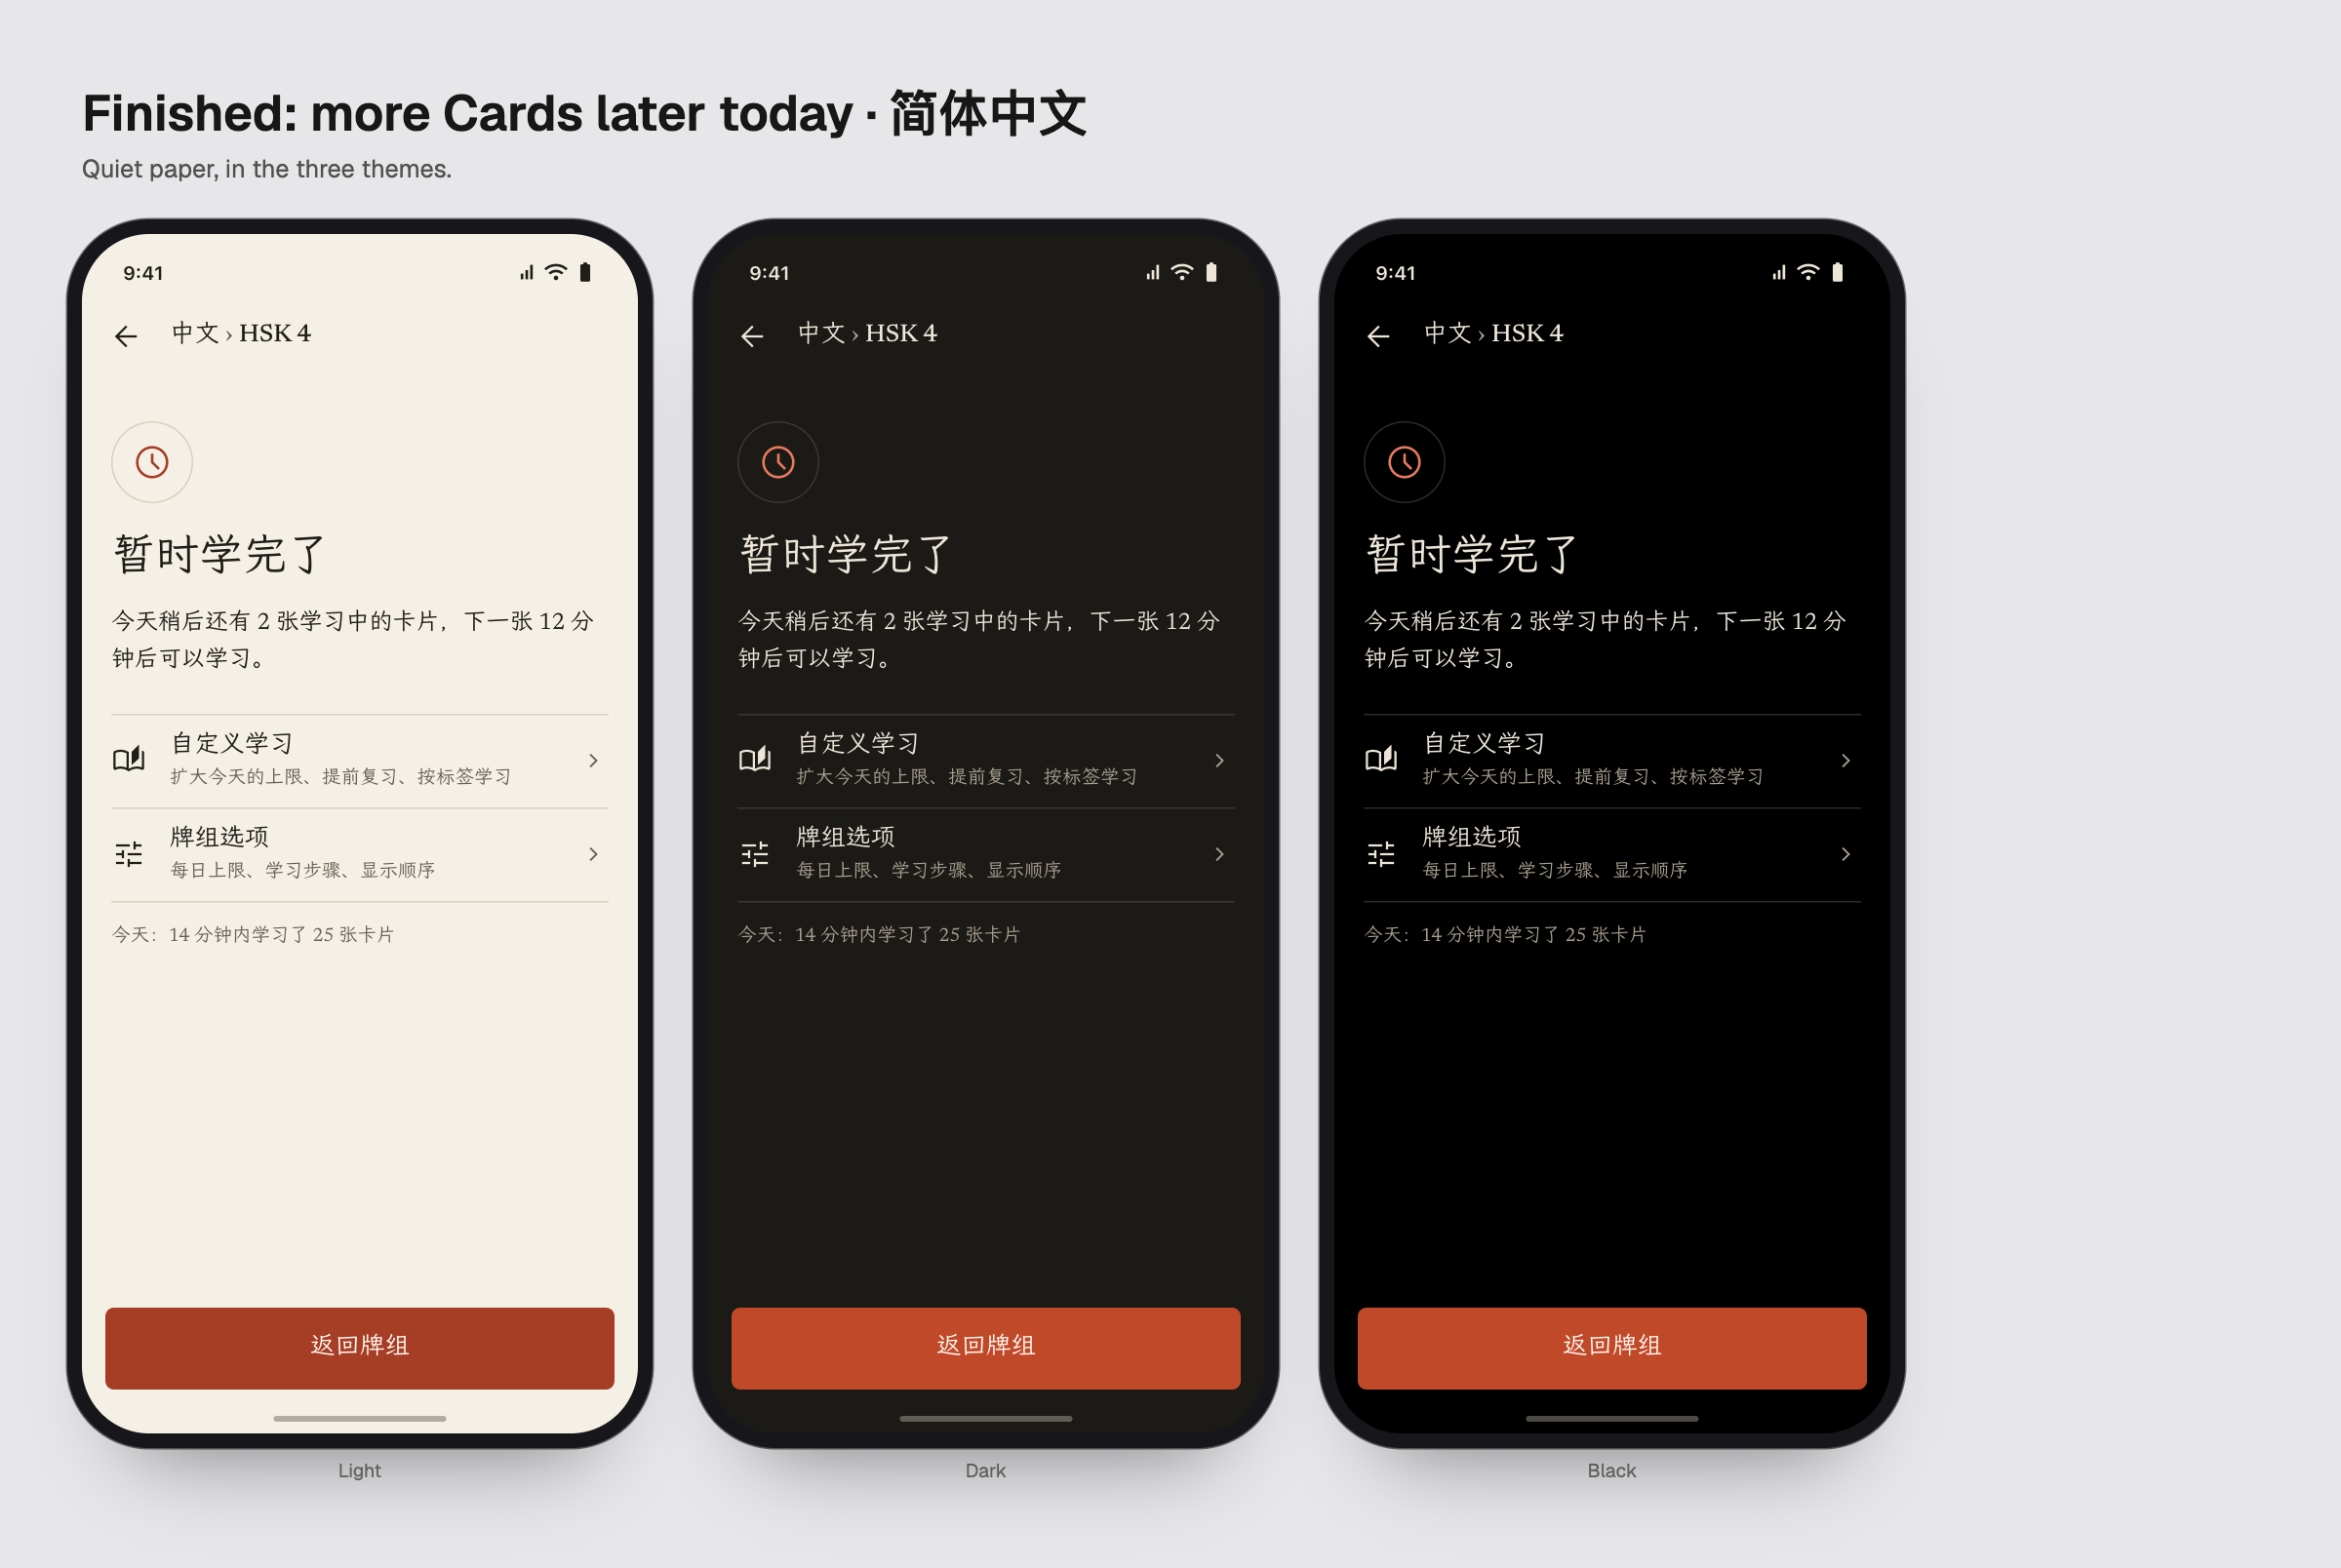 Finished: more Cards later today · 简体中文
Quiet paper, in the three themes.
9:41
中文 › HSK 4
暂时学完了
今天稍后还有 2 张学习中的卡片，下一张 12 分
钟后可以学习。
自定义学习
扩大今天的上限、提前复习、按标签学习
牌组选项
每日上限、学习步骤、显示顺序
今天：14 分钟内学习了 25 张卡片
返回牌组
Light
9:41
中文 › HSK 4
暂时学完了
今天稍后还有 2 张学习中的卡片，下一张 12 分
钟后可以学习。
自定义学习
扩大今天的上限、提前复习、按标签学习
牌组选项
每日上限、学习步骤、显示顺序
今天：14 分钟内学习了 25 张卡片
返回牌组
Dark
9:41
中文 › HSK 4
暂时学完了
今天稍后还有 2 张学习中的卡片，下一张 12 分
钟后可以学习。
自定义学习
扩大今天的上限、提前复习、按标签学习
牌组选项
每日上限、学习步骤、显示顺序
今天：14 分钟内学习了 25 张卡片
返回牌组
Black